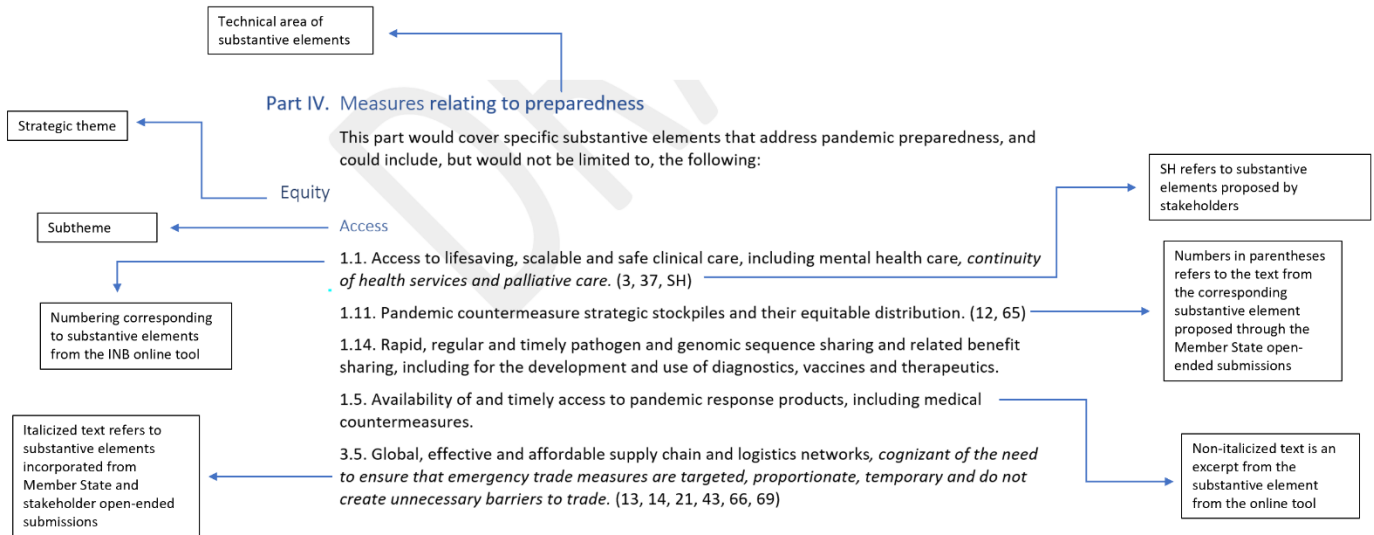 Technical area of
substantive elements
Part IV. Measures relating to preparedness
Strategic theme
This part would cover specific substantive elements that address pandemic preparedness, and
could include, but would not be limited to, the following:
SH refers to substantive
elements proposed by
stakeholders
Equity
Subtheme
Access
1.1. Access to lifesaving, scalable and safe clinical care, including mental health care, continuity
of health services and palliative care. (3, 37, SH)
Numbers in parentheses
refers to the text from
the corresponding
substantive element
proposed through the
Member State open-
ended submissions
Numbering corresponding
to substantive elements
from the INB online tool
1.11. Pandemic countermeasure strategic stockpiles and their equitable distribution. (12, 65)
1.14. Rapid, regular and timely pathogen and genomic sequence sharing and related benefit
sharing, including for the development and use of diagnostics, vaccines and therapeutics.
1.5. Availability of and timely access to pandemic response products, including medical
countermeasures.
Italicized text refers to
substantive elements
incorporated from
Member State and
stakeholder open-ended
submissions
3.5. Global, effective and affordable supply chain and logistics networks, cognizant of the need
to ensure that emergency trade measures are targeted, proportionate, temporary and do not
create unnecessary barriers to trade. (13, 14, 21, 43, 66, 69)
Non-italicized text is an
excerpt from the
substantive element
from the online tool